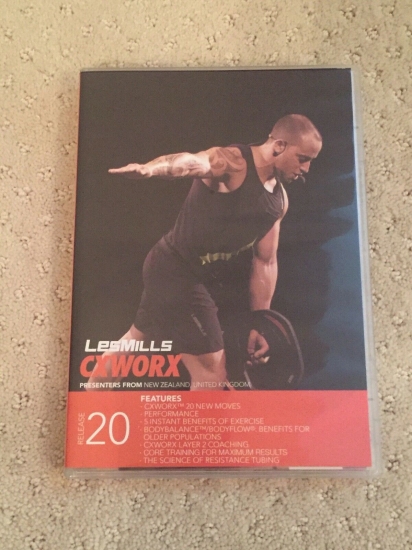 LesMills
CXWORX
PRESENTERS FROM NEW ZEALAND, UNITED KINGDOM
RELEASE
20
FEATURES
- CXWORX™ 20 NEW MOVES
- PERFORMANCE
- 5 INSTANT BENEFITS OF EXERCISE
- BODYBALANCE™/BODYFLOW®: BENEFITS FOR
OLDER POPULATIONS
- CXWORX LAYER 2 COACHING
- CORE TRAINING FOR MAXIMUM RESULTS
- THE SCIENCE OF RESISTANCE TUBING